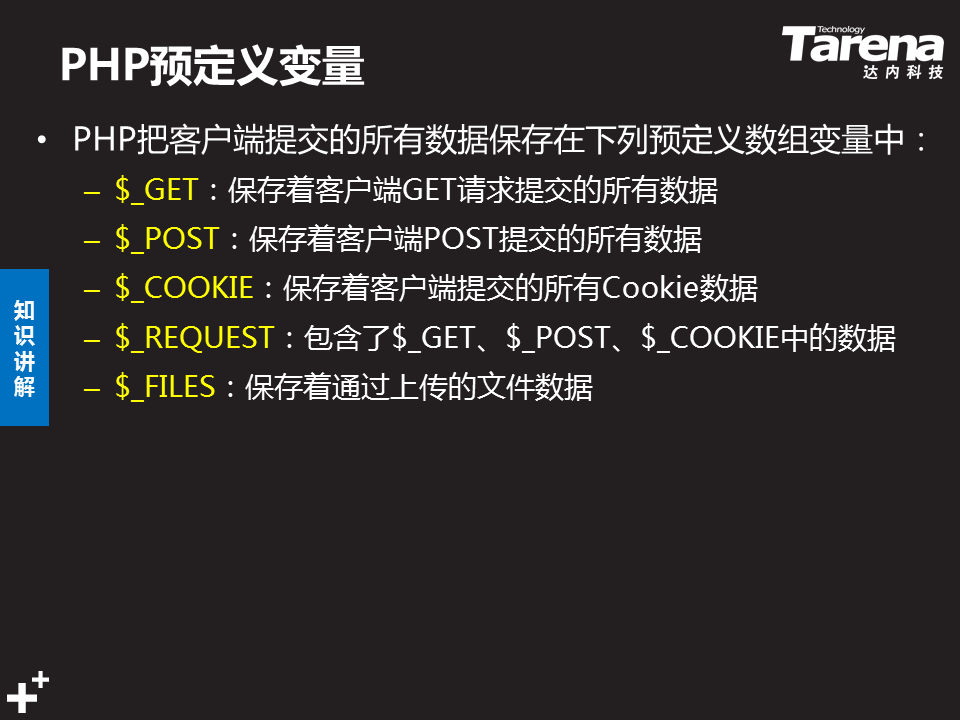 PHP预定义变量
Technology
Tarena
达内科技
• PHP把客户端提交的所有数据保存在下列预定义数组变量中：
– $_GET：保存着客户端GET请求提交的所有数据
– $_POST：保存着客户端POST提交的所有数据
– $_COOKIE：保存着客户端提交的所有Cookie数据
– $_REQUEST：包含了$_GET、$_POST、$_COOKIE中的数据
– $_FILES：保存着通过上传的文件数据
知识讲解